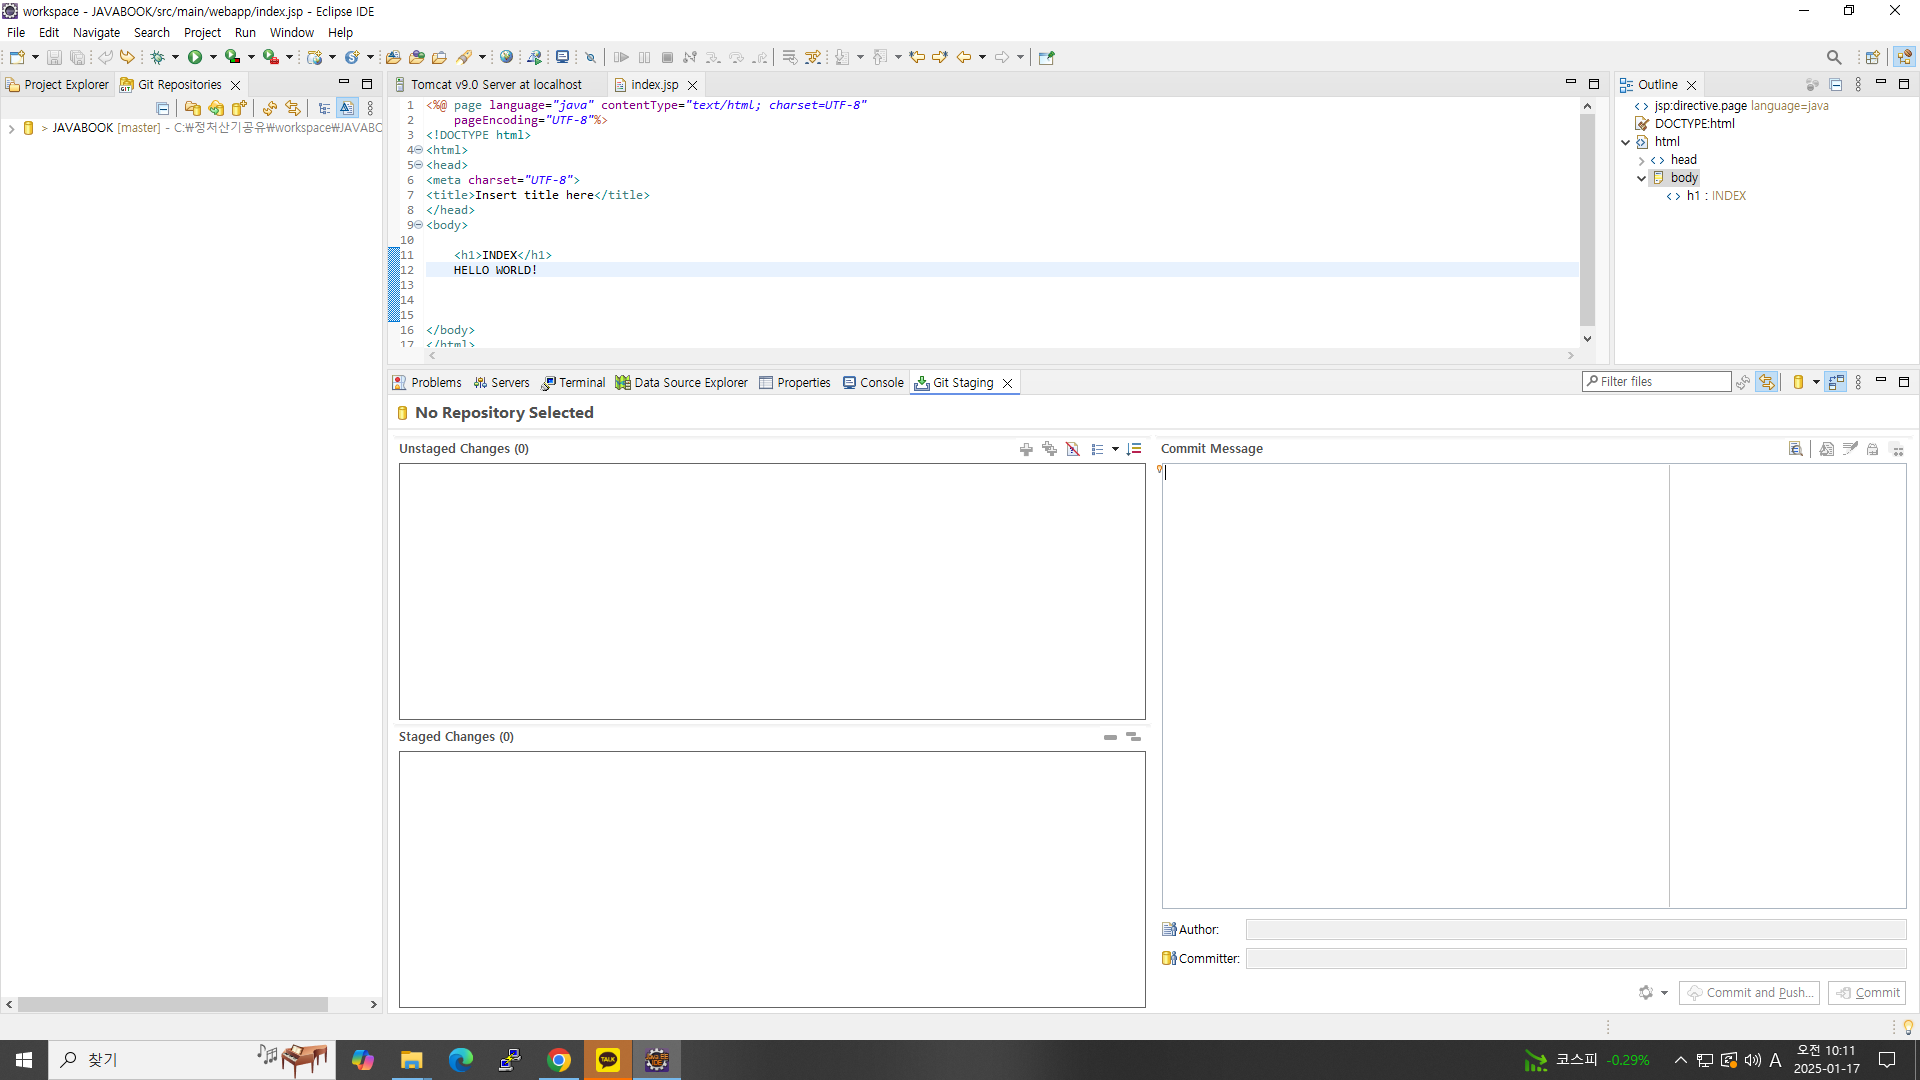 workspace - JAVABOOK/src/main/webapp/index.jsp - Eclipse IDE
File Edit Navigate Search Project Run Window Help
Project Explorer Git Repositories
> JAVABOOK [master] - C:₩정처산기공유₩workspace₩JAVABO
Tomcat v9.0 Server at localhost index.jsp
1 <%@ page language="java" contentType="text/html; charset=UTF-8"
2 pageEncoding="UTF-8"%>
3 <!DOCTYPE html>
4 <html>
5 <head>
6 <meta charset="UTF-8">
7 <title>Insert title here</title>
8 </head>
9 <body>
10
11 <h1>INDEX</h1>
12 HELLO WORLD!
13
14
15
16 </body>
17 </html>
Outline
jsp:directive.page language=java
DOCTYPE:html
html
head
body
h1 : INDEX
Problems Servers Terminal Data Source Explorer Properties Console Git Staging
Filter files
No Repository Selected
Unstaged Changes (0)
Staged Changes (0)
Commit Message
Author:
Committer:
Commit and Push... Commit
찾기
TALK
Java EE
IDE
코스피 -0.29%
A
오전 10:11
2025-01-17